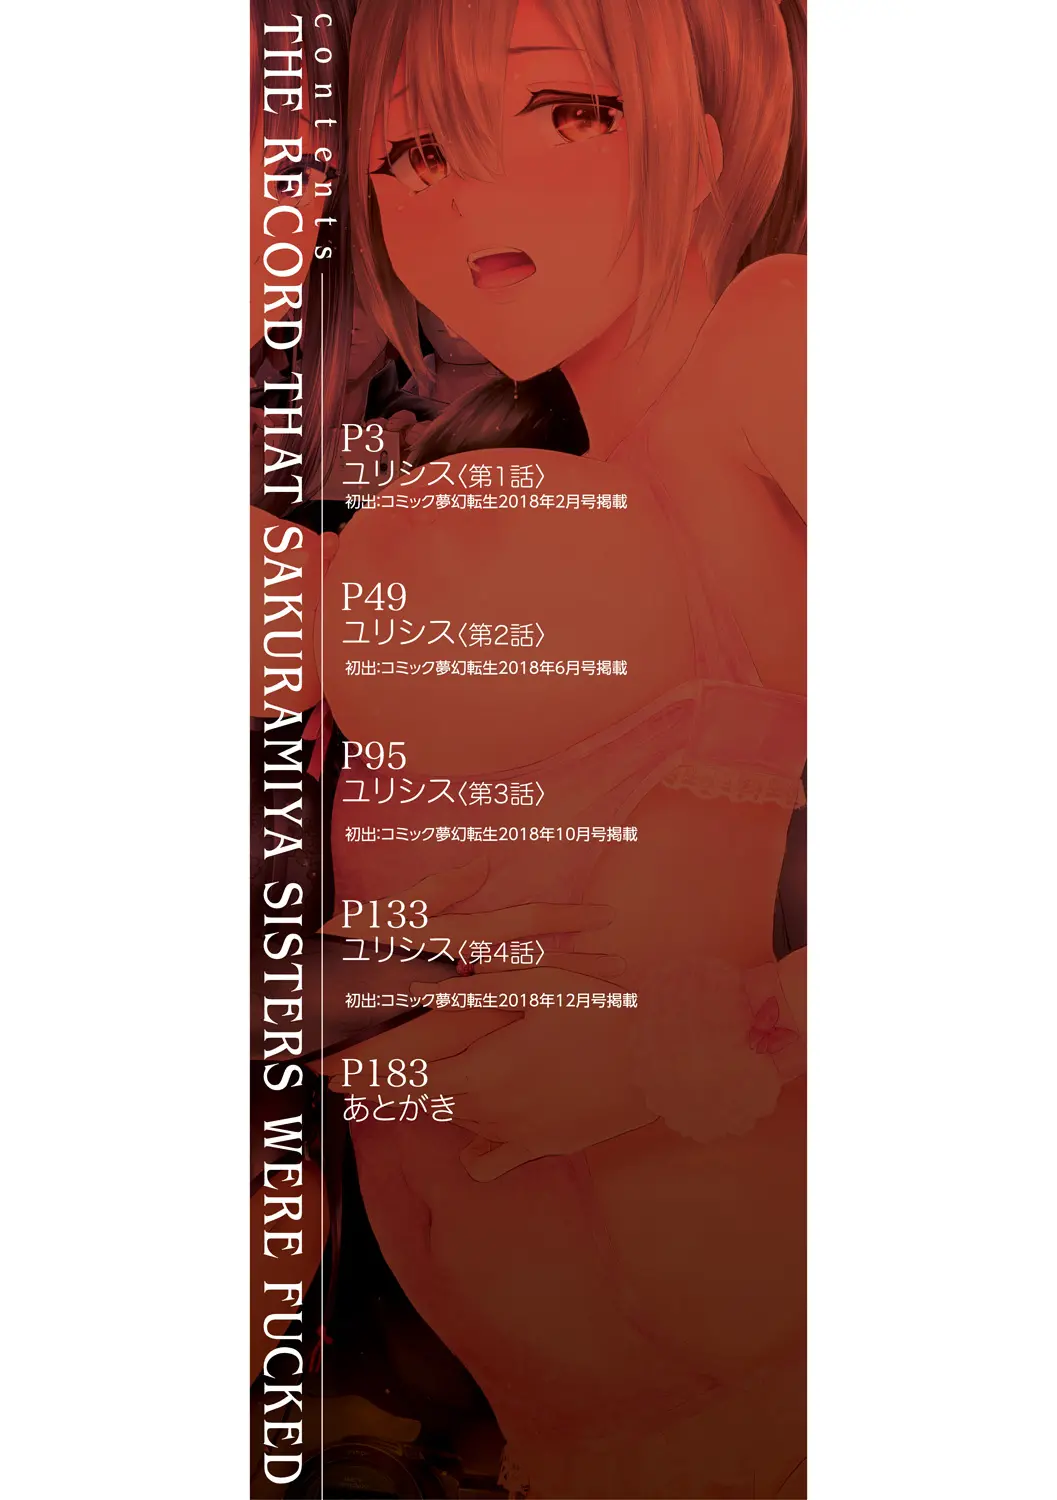 contents
THE RECORD THAT SAKURAMIYA SISTERS WERE FUCKED
P3
ユリシス〈第1話〉
初出:コミック夢幻転生2018年2月号掲載
P49
ユリシス〈第2話〉
初出:コミック夢幻転生2018年6月号掲載
P95
ユリシス〈第3話〉
初出:コミック夢幻転生2018年10月号掲載
P133
ユリシス〈第4話〉
初出:コミック夢幻転生2018年12月号掲載
P183
あとがき